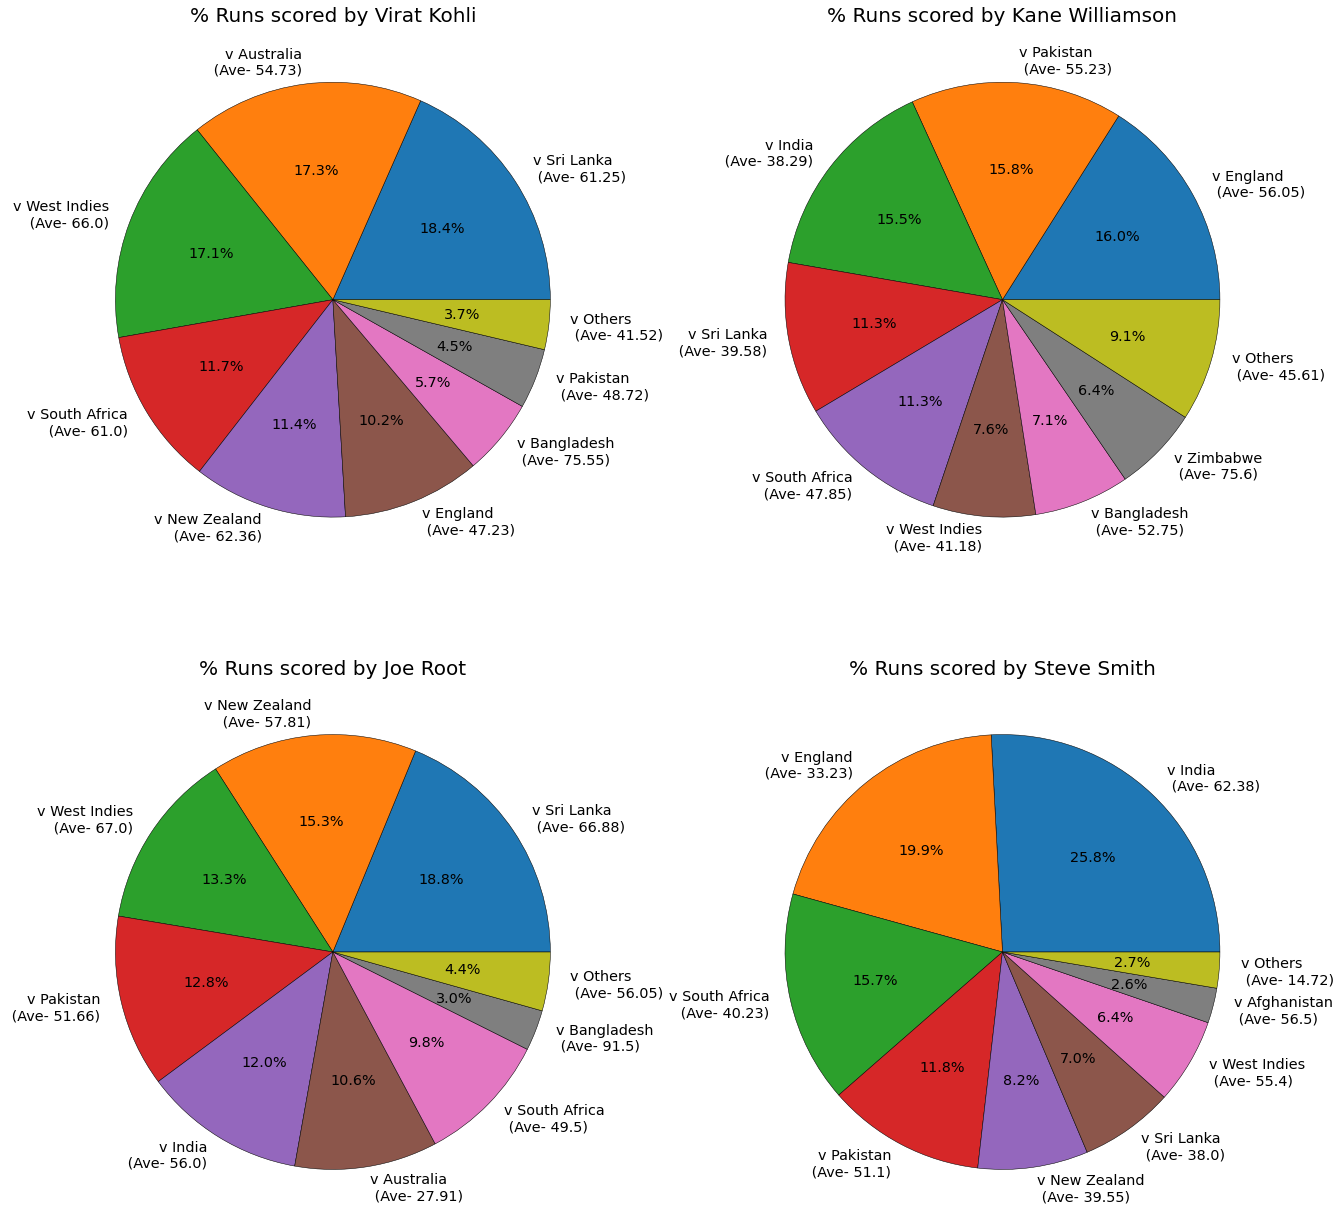 % Runs scored by Virat Kohli
v Australia
(Ave- 54.73)
v Sri Lanka
(Ave- 61.25)
v West Indies
(Ave- 66.0)
v South Africa
(Ave- 61.0)
v New Zealand
(Ave- 62.36)
v England
(Ave- 47.23)
v Bangladesh
(Ave- 75.55)
v Pakistan
(Ave- 48.72)
v Others
(Ave- 41.52)
18.4%
17.3%
17.1%
11.7%
11.4%
10.2%
5.7%
4.5%
3.7%
% Runs scored by Kane Williamson
v Pakistan
(Ave- 55.23)
v England
(Ave- 56.05)
v India
(Ave- 38.29)
v Sri Lanka
(Ave- 39.58)
v South Africa
(Ave- 47.85)
v West Indies
(Ave- 41.18)
v Bangladesh
(Ave- 52.75)
v Zimbabwe
(Ave- 75.6)
v Others
(Ave- 45.61)
16.0%
15.8%
15.5%
11.3%
11.3%
7.6%
7.1%
6.4%
9.1%
% Runs scored by Joe Root
v New Zealand
(Ave- 57.81)
v Sri Lanka
(Ave- 66.88)
v West Indies
(Ave- 67.0)
v Pakistan
(Ave- 51.66)
v India
(Ave- 56.0)
v Australia
(Ave- 27.91)
v South Africa
(Ave- 49.5)
v Bangladesh
(Ave- 91.5)
v Others
(Ave- 56.05)
18.8%
15.3%
13.3%
12.8%
12.0%
10.6%
9.8%
3.0%
4.4%
% Runs scored by Steve Smith
v England
(Ave- 33.23)
v India
(Ave- 62.38)
v South Africa
(Ave- 40.23)
v Pakistan
(Ave- 51.1)
v New Zealand
(Ave- 39.55)
v Sri Lanka
(Ave- 38.0)
v West Indies
(Ave- 55.4)
v Afghanistan
(Ave- 56.5)
v Others
(Ave- 14.72)
25.8%
19.9%
15.7%
11.8%
8.2%
7.0%
6.4%
2.6%
2.7%